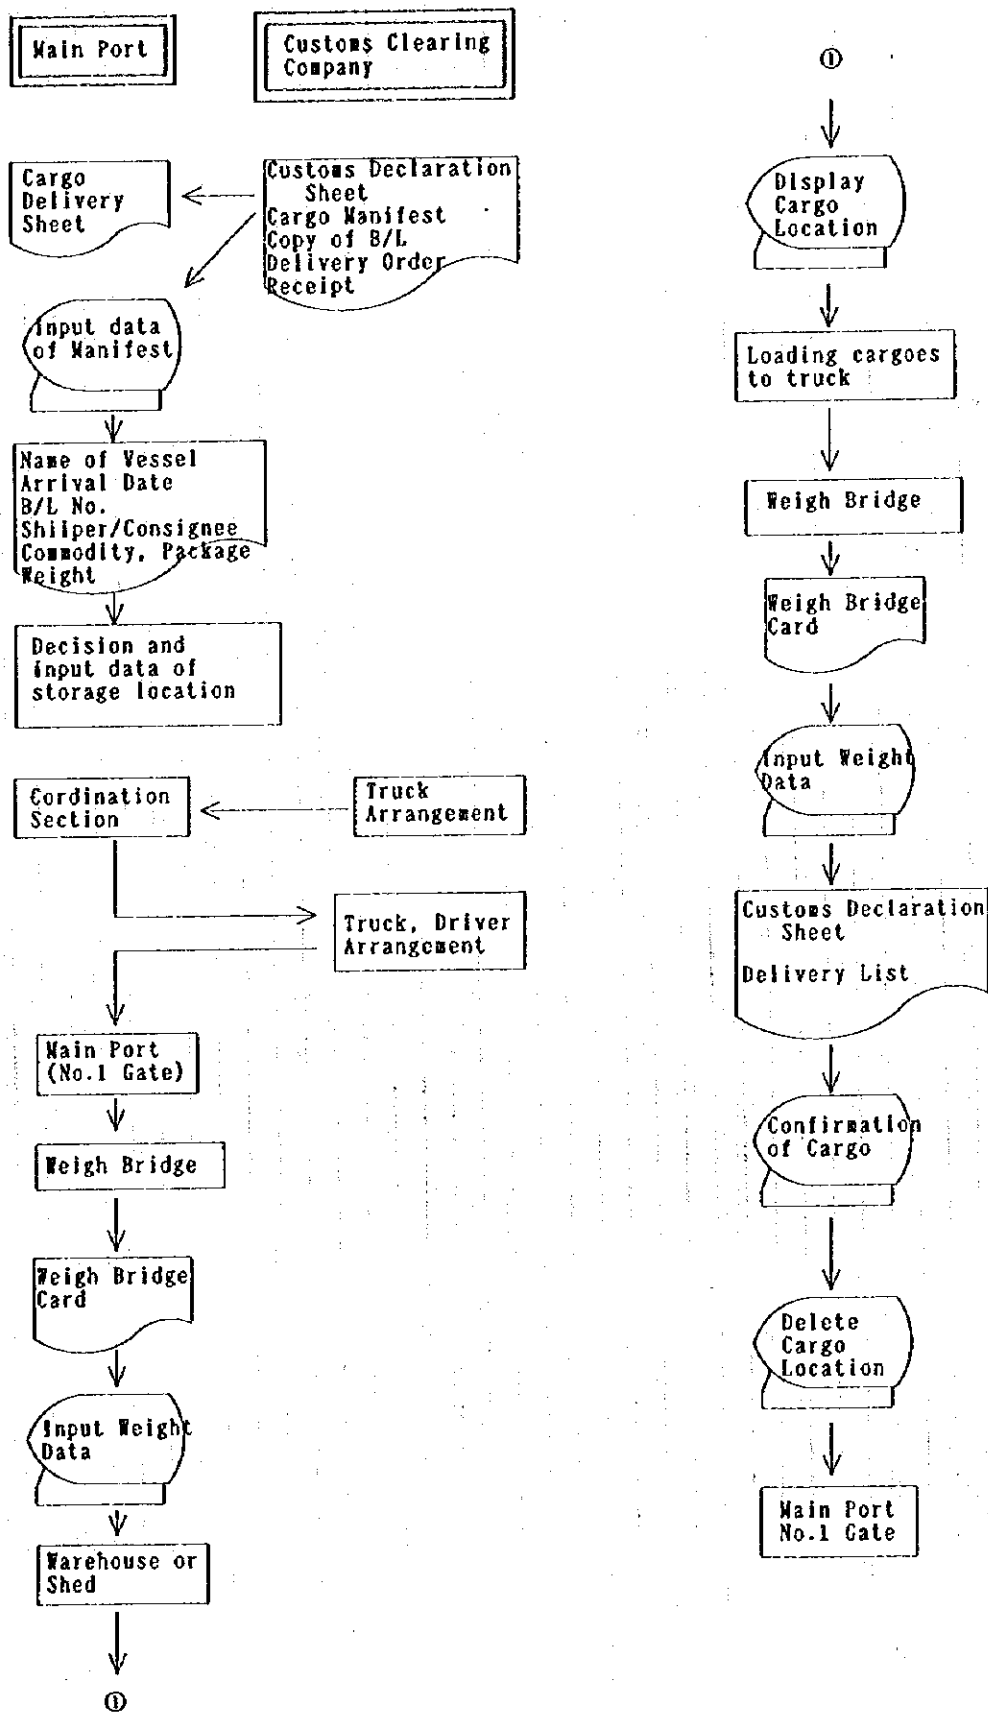 Main Port
Customs Clearing
Company
Cargo
Delivery
Sheet
Customs Declaration
Sheet
Cargo Manifest
Copy of B/L
Delivery Order
Receipt
Input data
of Manifest
Name of Vessel
Arrival Date
B/L No.
Shiilper/Consignee
Commodity, Package
Weight
Decision and
input data of
storage location
Cordination
Section
Truck
Arrangement
Truck, Driver
Arrangement
Main Port
(No.1 Gate)
Weigh Bridge
Weigh Bridge
Card
Input Weight
Data
Warehouse or
Shed
①
①
Display
Cargo
Location
Loading cargoes
to truck
Weigh Bridge
Weigh Bridge
Card
Input Weight
Data
Customs Declaration
Sheet
Delivery List
Confirmation
of Cargo
Delete
Cargo
Location
Main Port
No.1 Gate